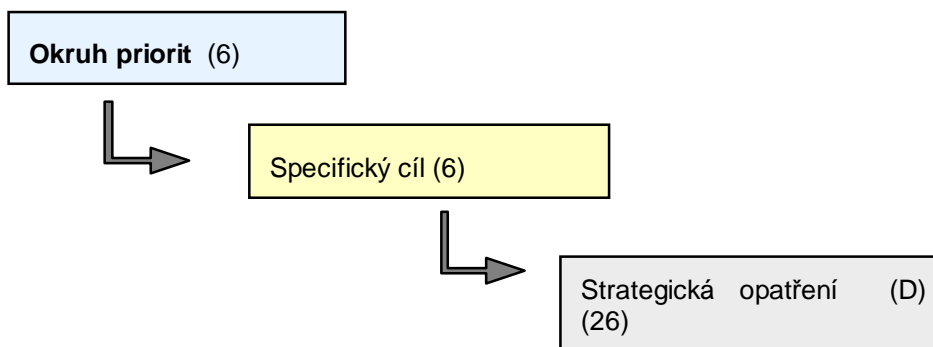 Okruh priorit (6)
Specifický cíl (6)
Strategická opatření (D)
(26)